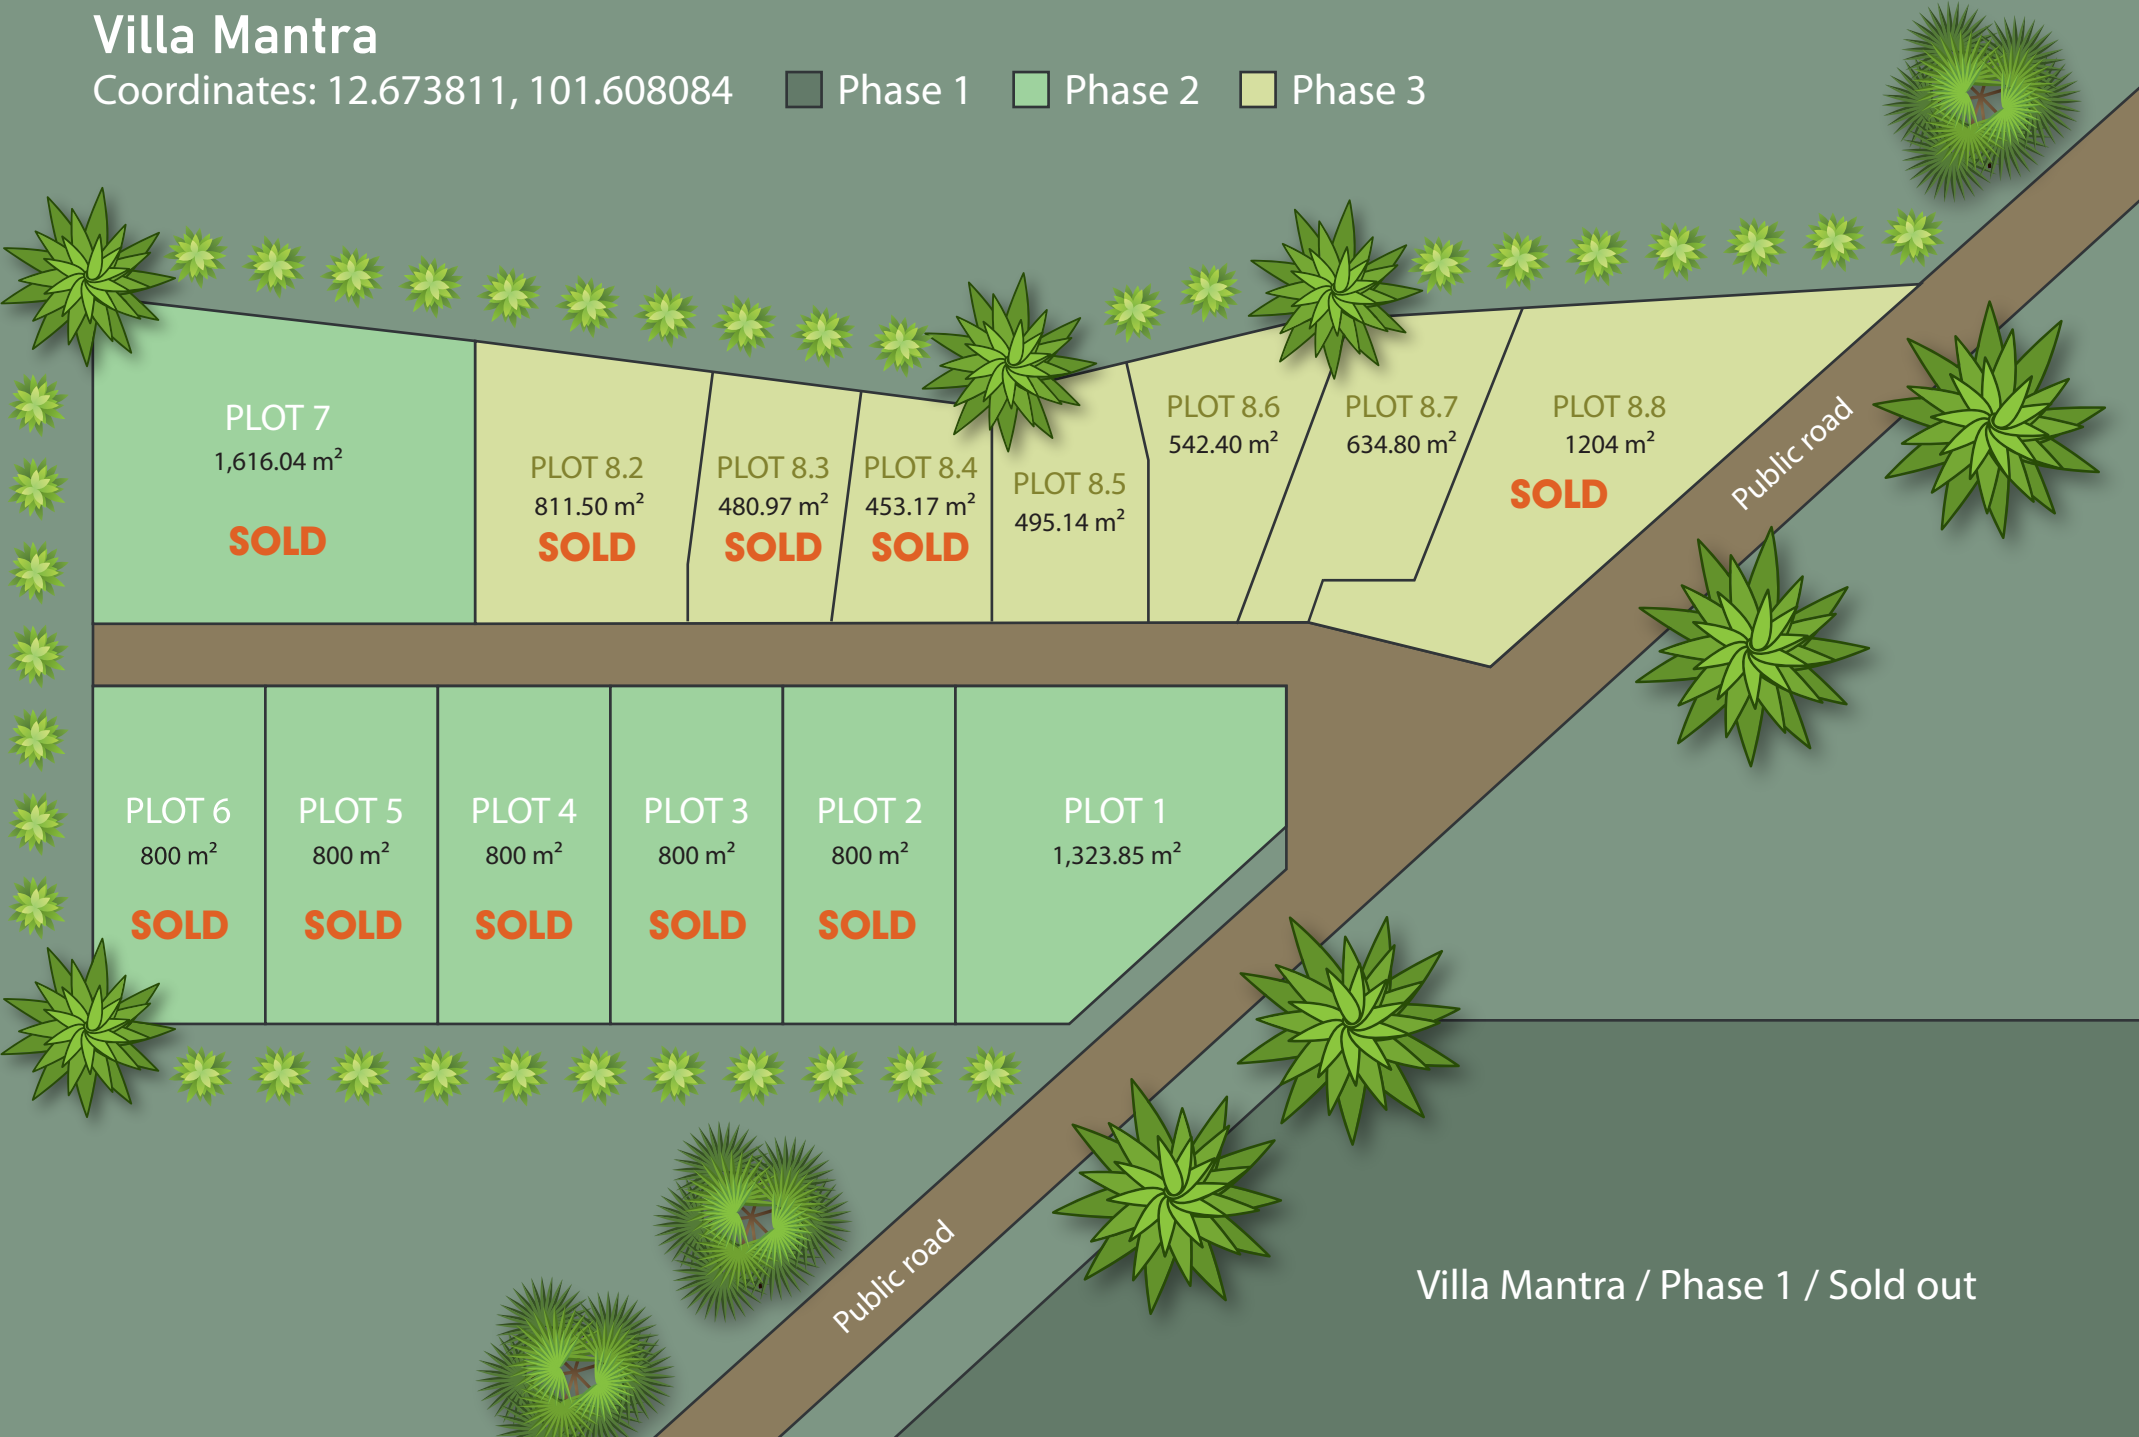 Villa Mantra
Coordinates: 12.673811, 101.608084
Phase 1
Phase 2
Phase 3
PLOT 7
1,616.04 m²
SOLD
PLOT 8.2
811.50 m²
SOLD
PLOT 8.3
480.97 m²
SOLD
PLOT 8.4
453.17 m²
SOLD
PLOT 8.5
495.14 m²
PLOT 8.6
542.40 m²
PLOT 8.7
634.80 m²
PLOT 8.8
1204 m²
SOLD
Public road
PLOT 6
800 m²
SOLD
PLOT 5
800 m²
SOLD
PLOT 4
800 m²
SOLD
PLOT 3
800 m²
SOLD
PLOT 2
800 m²
SOLD
PLOT 1
1,323.85 m²
Public road
Villa Mantra / Phase 1 / Sold out